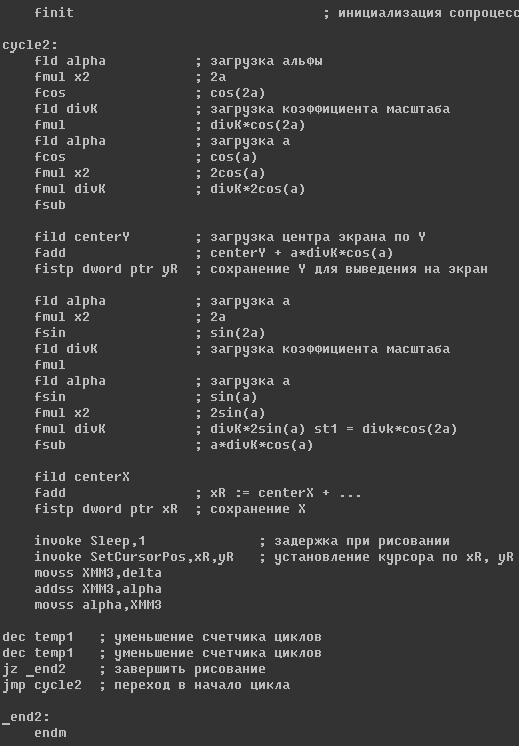 finit ; инициализация сопроцесс
cycle2:
fld alpha ; загрузка альфы
fmul x2 ; 2a
fcos ; cos(2a)
fld divK ; загрузка коэффициента масштаба
fmul ; divK*cos(2a)
fld alpha ; загрузка a
fcos ; cos(a)
fmul x2 ; 2cos(a)
fmul divK ; divK*2cos(a)
fsub
fild centerY ; загрузка центра экрана по Y
fadd ; centerY + a*divK*cos(a)
fistp dword ptr yR ; сохранение Y для выведения на экран
fld alpha ; загрузка a
fmul x2 ; 2a
fsin ; sin(2a)
fld divK ; загрузка коэффициента масштаба
fmul
fld alpha ; загрузка a
fsin ; sin(a)
fmul x2 ; 2sin(a)
fmul divK ; divK*2sin(a) st1 = divk*cos(2a)
fsub ; a*divK*cos(a)
fild centerX
fadd ; xR := centerX + ...
fistp dword ptr xR ; сохранение X
invoke Sleep,1 ; задержка при рисовании
invoke SetCursorPos,xR,yR ; установление курсора по xR, yR
movss XMM3,delta
addss XMM3,alpha
movss alpha,XMM3
dec temp1 ; уменьшение счетчика циклов
dec temp1 ; уменьшение счетчика циклов
jz _end2 ; завершить рисование
jmp cycle2 ; переход в начало цикла
_end2:
endm